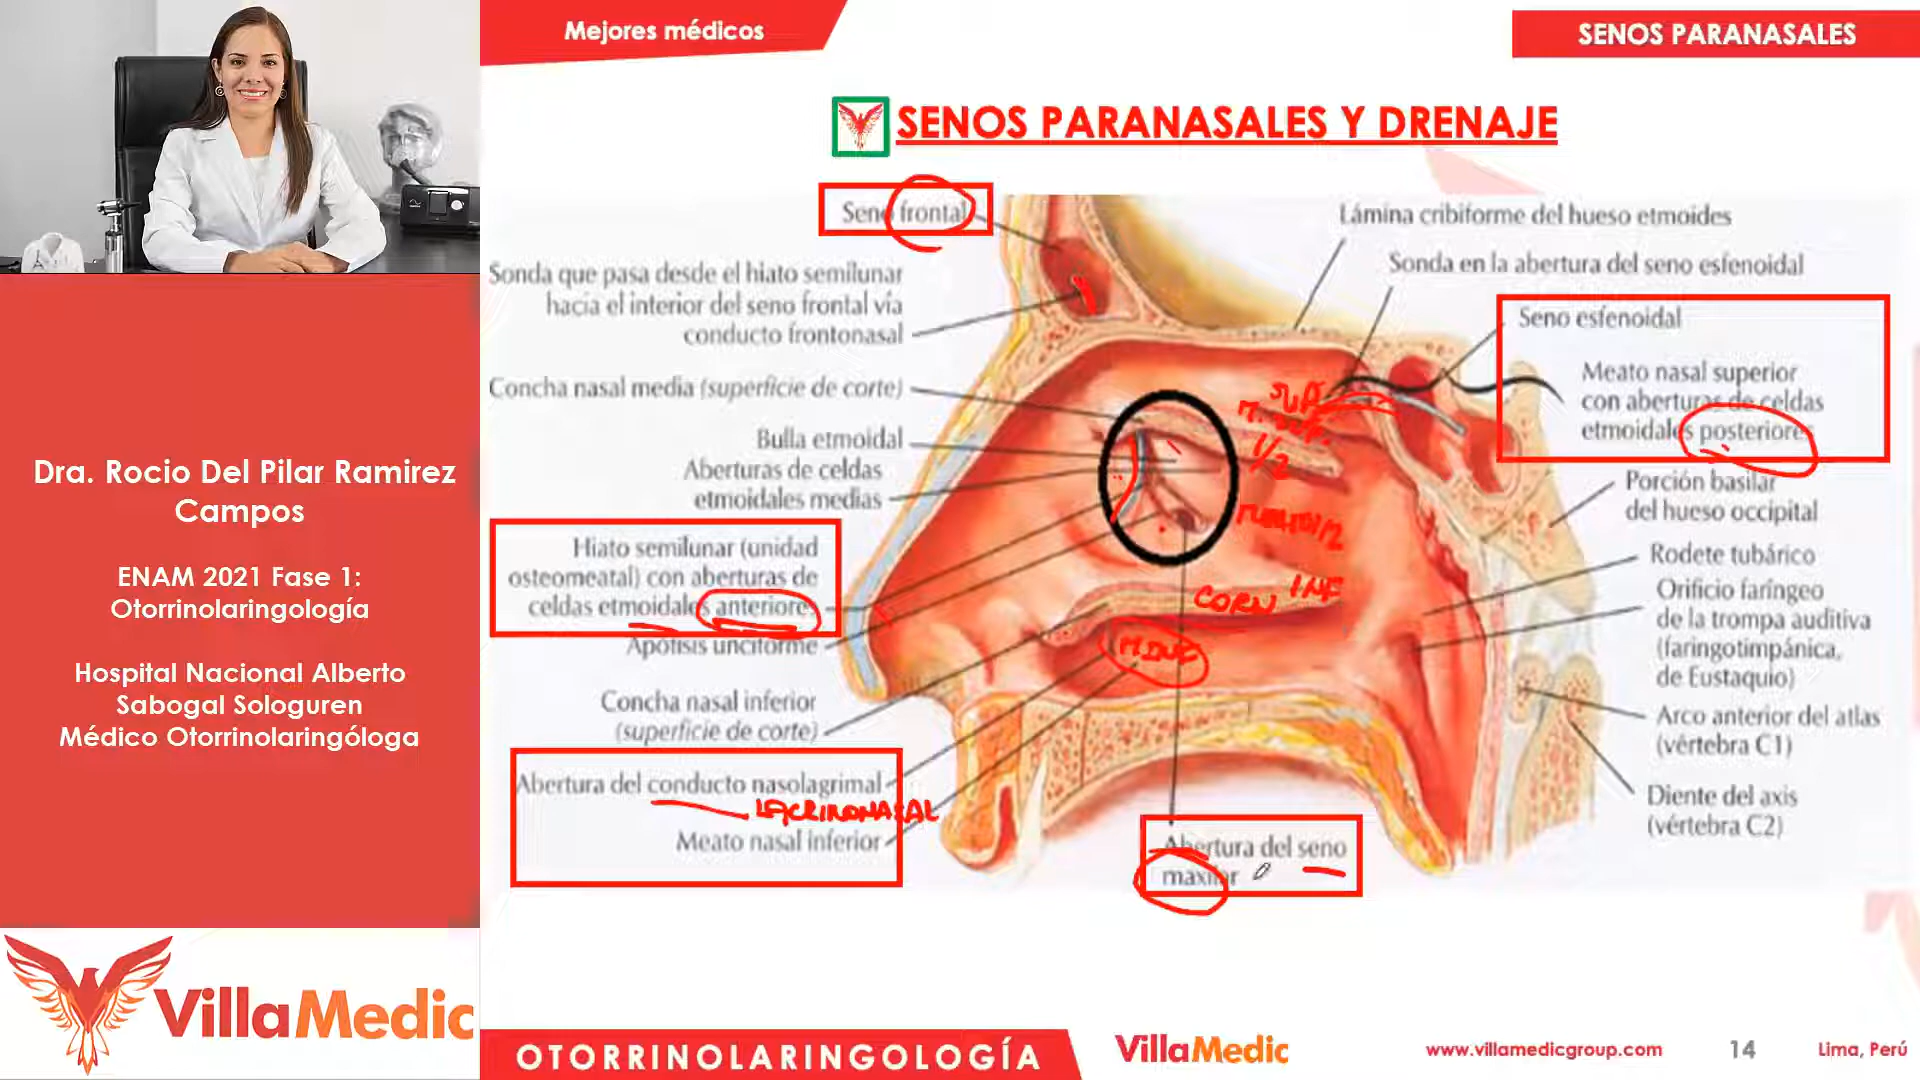 Mejores médicos
SENOS PARANASALES
SENOS PARANASALES Y DRENAJE
Seno frontal
Sonda que pasa desde el hiato semilunar
hacia el interior del seno frontal vía
conducto frontonasal
Concha nasal media (superficie de corte)
Bulla etmoidal
Aberturas de celdas
etmoidales medias
Hiato semilunar (unidad
osteomeatal) con aberturas de
celdas etmoidales anteriores
Apófisis unciforme
Concha nasal inferior
(superficie de corte)
Abertura del conducto nasolagrimal
LACRIMONASAL
Meato nasal inferior
Lámina cribiforme del hueso etmoides
Sonda en la abertura del seno esfenoidal
Seno esfenoidal
Meato nasal superior
con aberturas de celdas
etmoidales posteriores
Porción basilar
del hueso occipital
Rodete tubárico
Orificio faríngeo
de la trompa auditiva
(faringotimpánica,
de Eustaquio)
Arco anterior del atlas
(vértebra C1)
Diente del axis
(vértebra C2)
SUP
1/2
CORN INF
Abertura del seno
maxilar
Dra. Rocio Del Pilar Ramirez
Campos
ENAM 2021 Fase 1:
Otorrinolaringología
Hospital Nacional Alberto
Sabogal Sologuren
Médico Otorrinolaringóloga
VillaMedic
OTORRINOLARINGOLOGÍA
VillaMedic
www.villamedicgroup.com
14
Lima, Perú